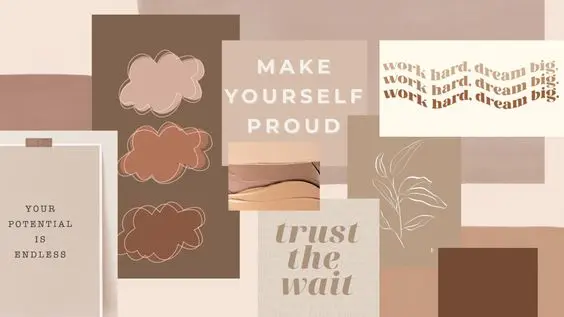 MAKE
YOURSELF
PROUD
work hard, dream big.
work hard, dream big.
work hard, dream big.
YOUR
POTENTIAL
IS
ENDLESS
trust
the
wait